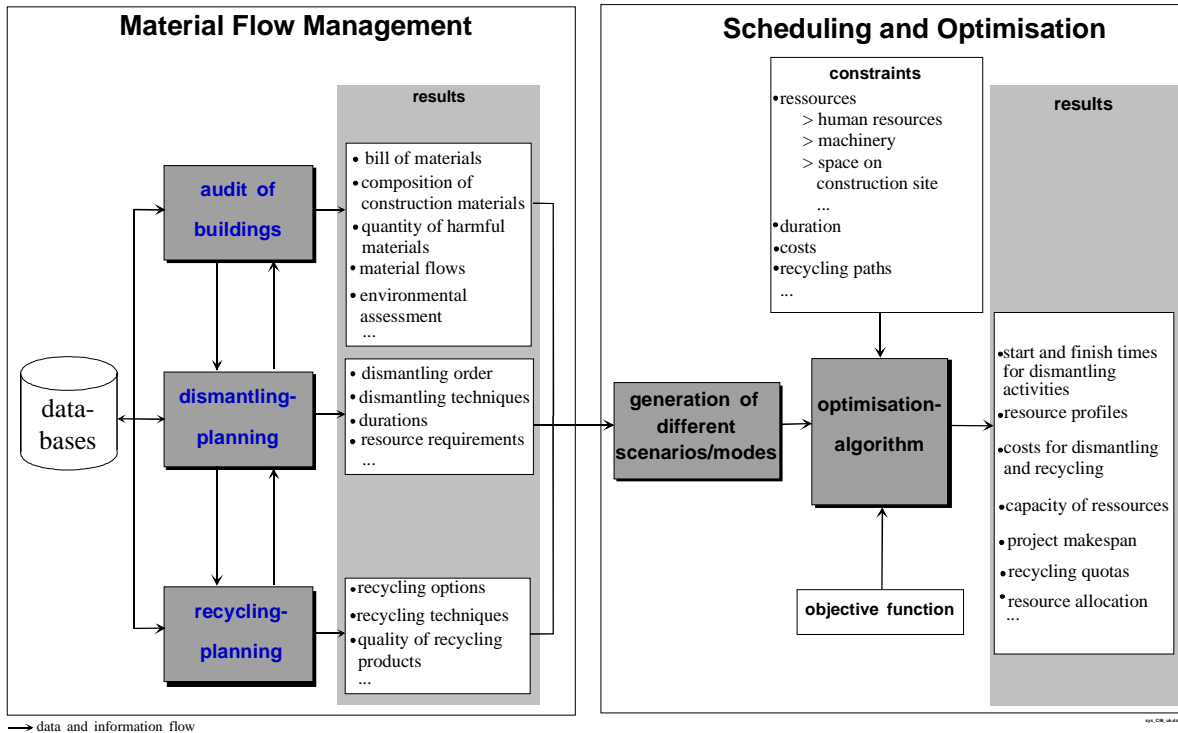 Material Flow Management
results
audit of
buildings
• bill of materials
• composition of
construction materials
• quantity of harmful
materials
• material flows
• environmental
assessment
...
data-
bases
dismantling-
planning
• dismantling order
• dismantling techniques
• durations
• resource requirements
...
recycling-
planning
• recycling options
• recycling techniques
• quality of recycling
products
...
Scheduling and Optimisation
constraints
• ressources
> human resources
> machinery
> space on
construction site
...
• duration
• costs
• recycling paths
...
results
generation of
different
scenarios/modes
optimisation-
algorithm
objective function
• start and finish times
for dismantling
activities
• resource profiles
• costs for dismantling
and recycling
• capacity of ressources
• project makespan
• recycling quotas
• resource allocation
...
data and information flow